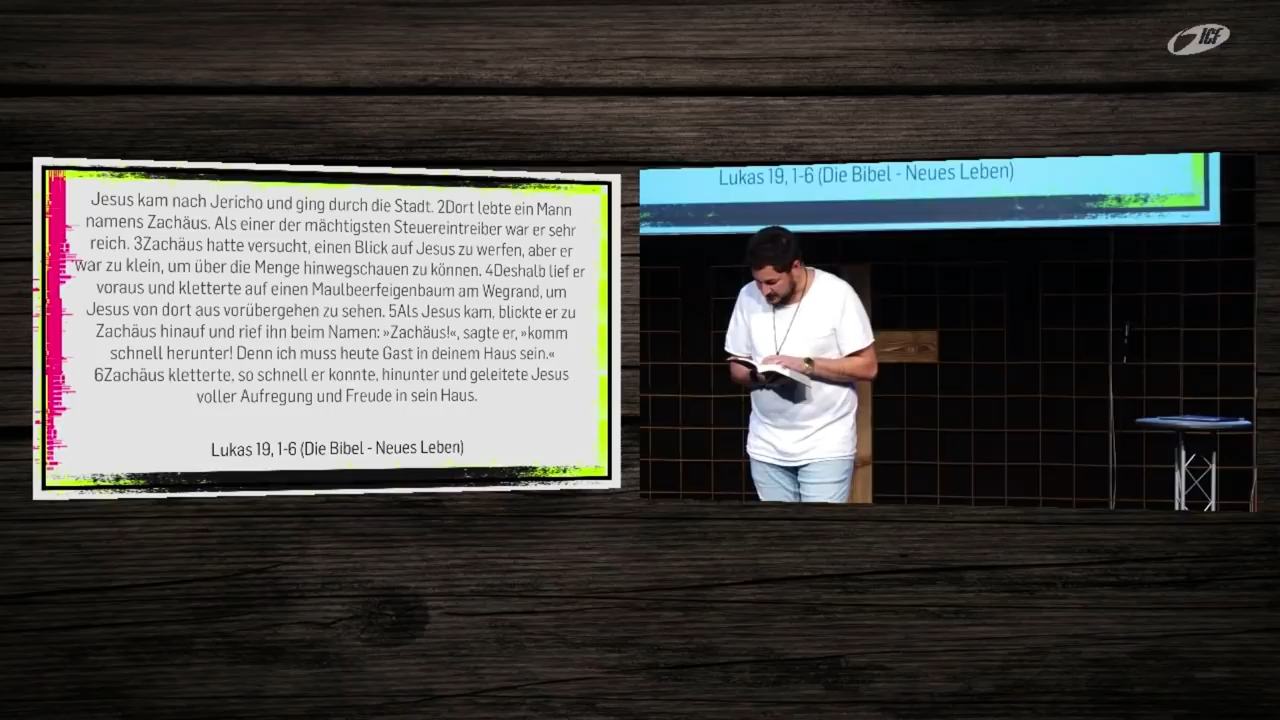 ICF
Jesus kam nach Jericho und ging durch die Stadt. 2Dort lebte ein Mann
namens Zachäus. Als einer der mächtigsten Steuereintreiber war er sehr
reich. 3Zachäus hatte versucht, einen Blick auf Jesus zu werfen, aber er
war zu klein, um über die Menge hinwegschauen zu können. 4Deshalb lief er
voraus und kletterte auf einen Maulbeerfeigenbaum am Wegrand, um
Jesus von dort aus vorübergehen zu sehen. 5Als Jesus kam, blickte er zu
Zachäus hinauf und rief ihn beim Namen: »Zachäus!«, sagte er, »komm
schnell herunter! Denn ich muss heute Gast in deinem Haus sein.«
6Zachäus kletterte, so schnell er konnte, hinunter und geleitete Jesus
voller Aufregung und Freude in sein Haus.
Lukas 19, 1-6 (Die Bibel - Neues Leben)
Lukas 19, 1-6 (Die Bibel - Neues Leben)